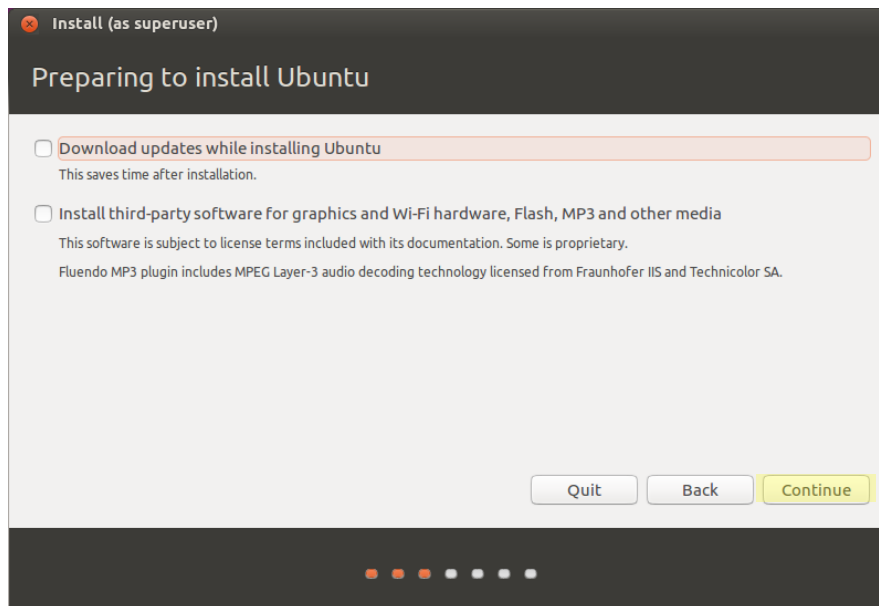 Install (as superuser)
Preparing to install Ubuntu
Download updates while installing Ubuntu
This saves time after installation.
Install third-party software for graphics and Wi-Fi hardware, Flash, MP3 and other media
This software is subject to license terms included with its documentation. Some is proprietary.
Fluendo MP3 plugin includes MPEG Layer-3 audio decoding technology licensed from Fraunhofer IIS and Technicolor SA.
Quit Back Continue